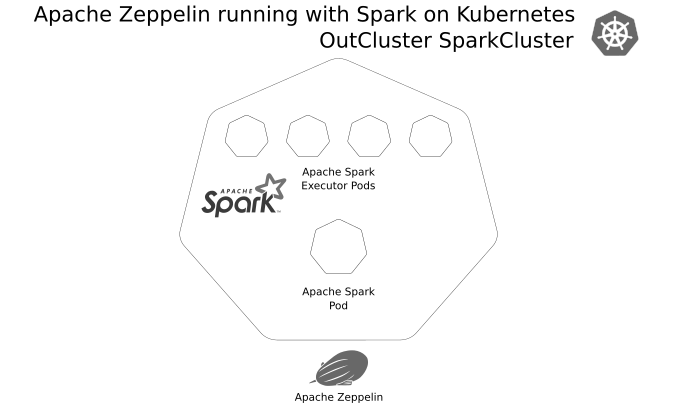 Apache Zeppelin running with Spark on Kubernetes
OutCluster SparkCluster
Apache Spark
Executor Pods
APACHE
Spark™
Apache Spark
Pod
Apache Zeppelin